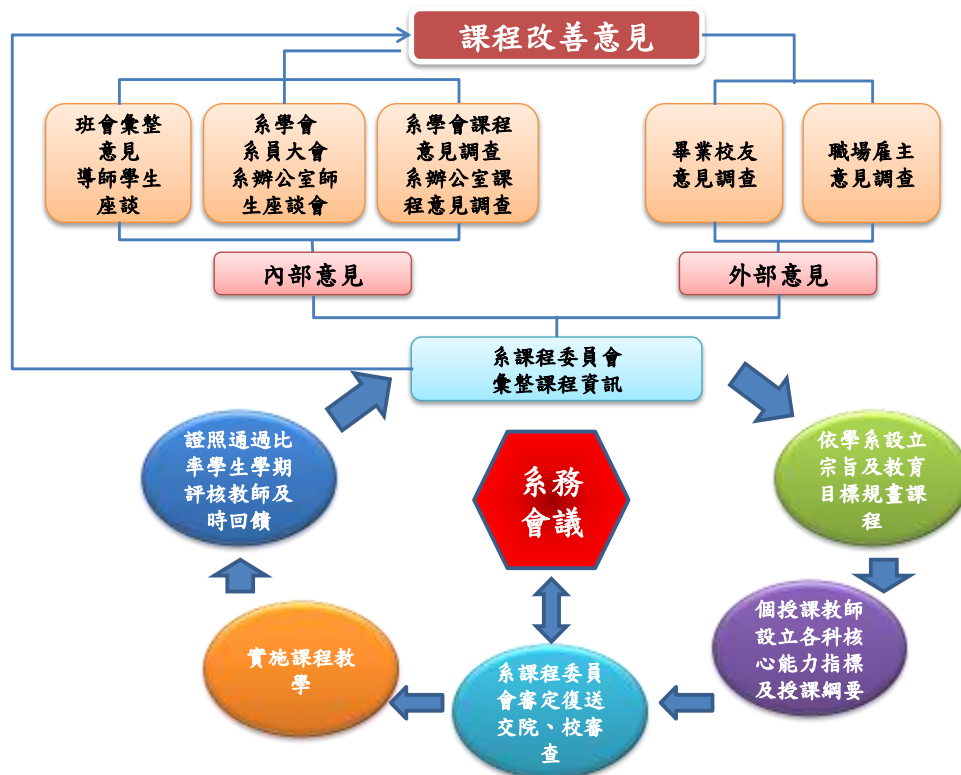 課程改善意見
班會彙整
意見
導師學生
座談
系學會
系員大會
系辦公室師
生座談會
系學會課程
意見調查
系辦公室課
程意見調查
畢業校友
意見調查
職場雇主
意見調查
內部意見
外部意見
系課程委員會
彙整課程資訊
證照通過比
率學生學期
評核教師及
時回饋
系務
會議
依學系設立
宗旨及教育
目標規畫課
程
實施課程教
學
系課程委員
會審定復送
交院、校審
查
個授課教師
設立各科核
心能力指標
及授課綱要